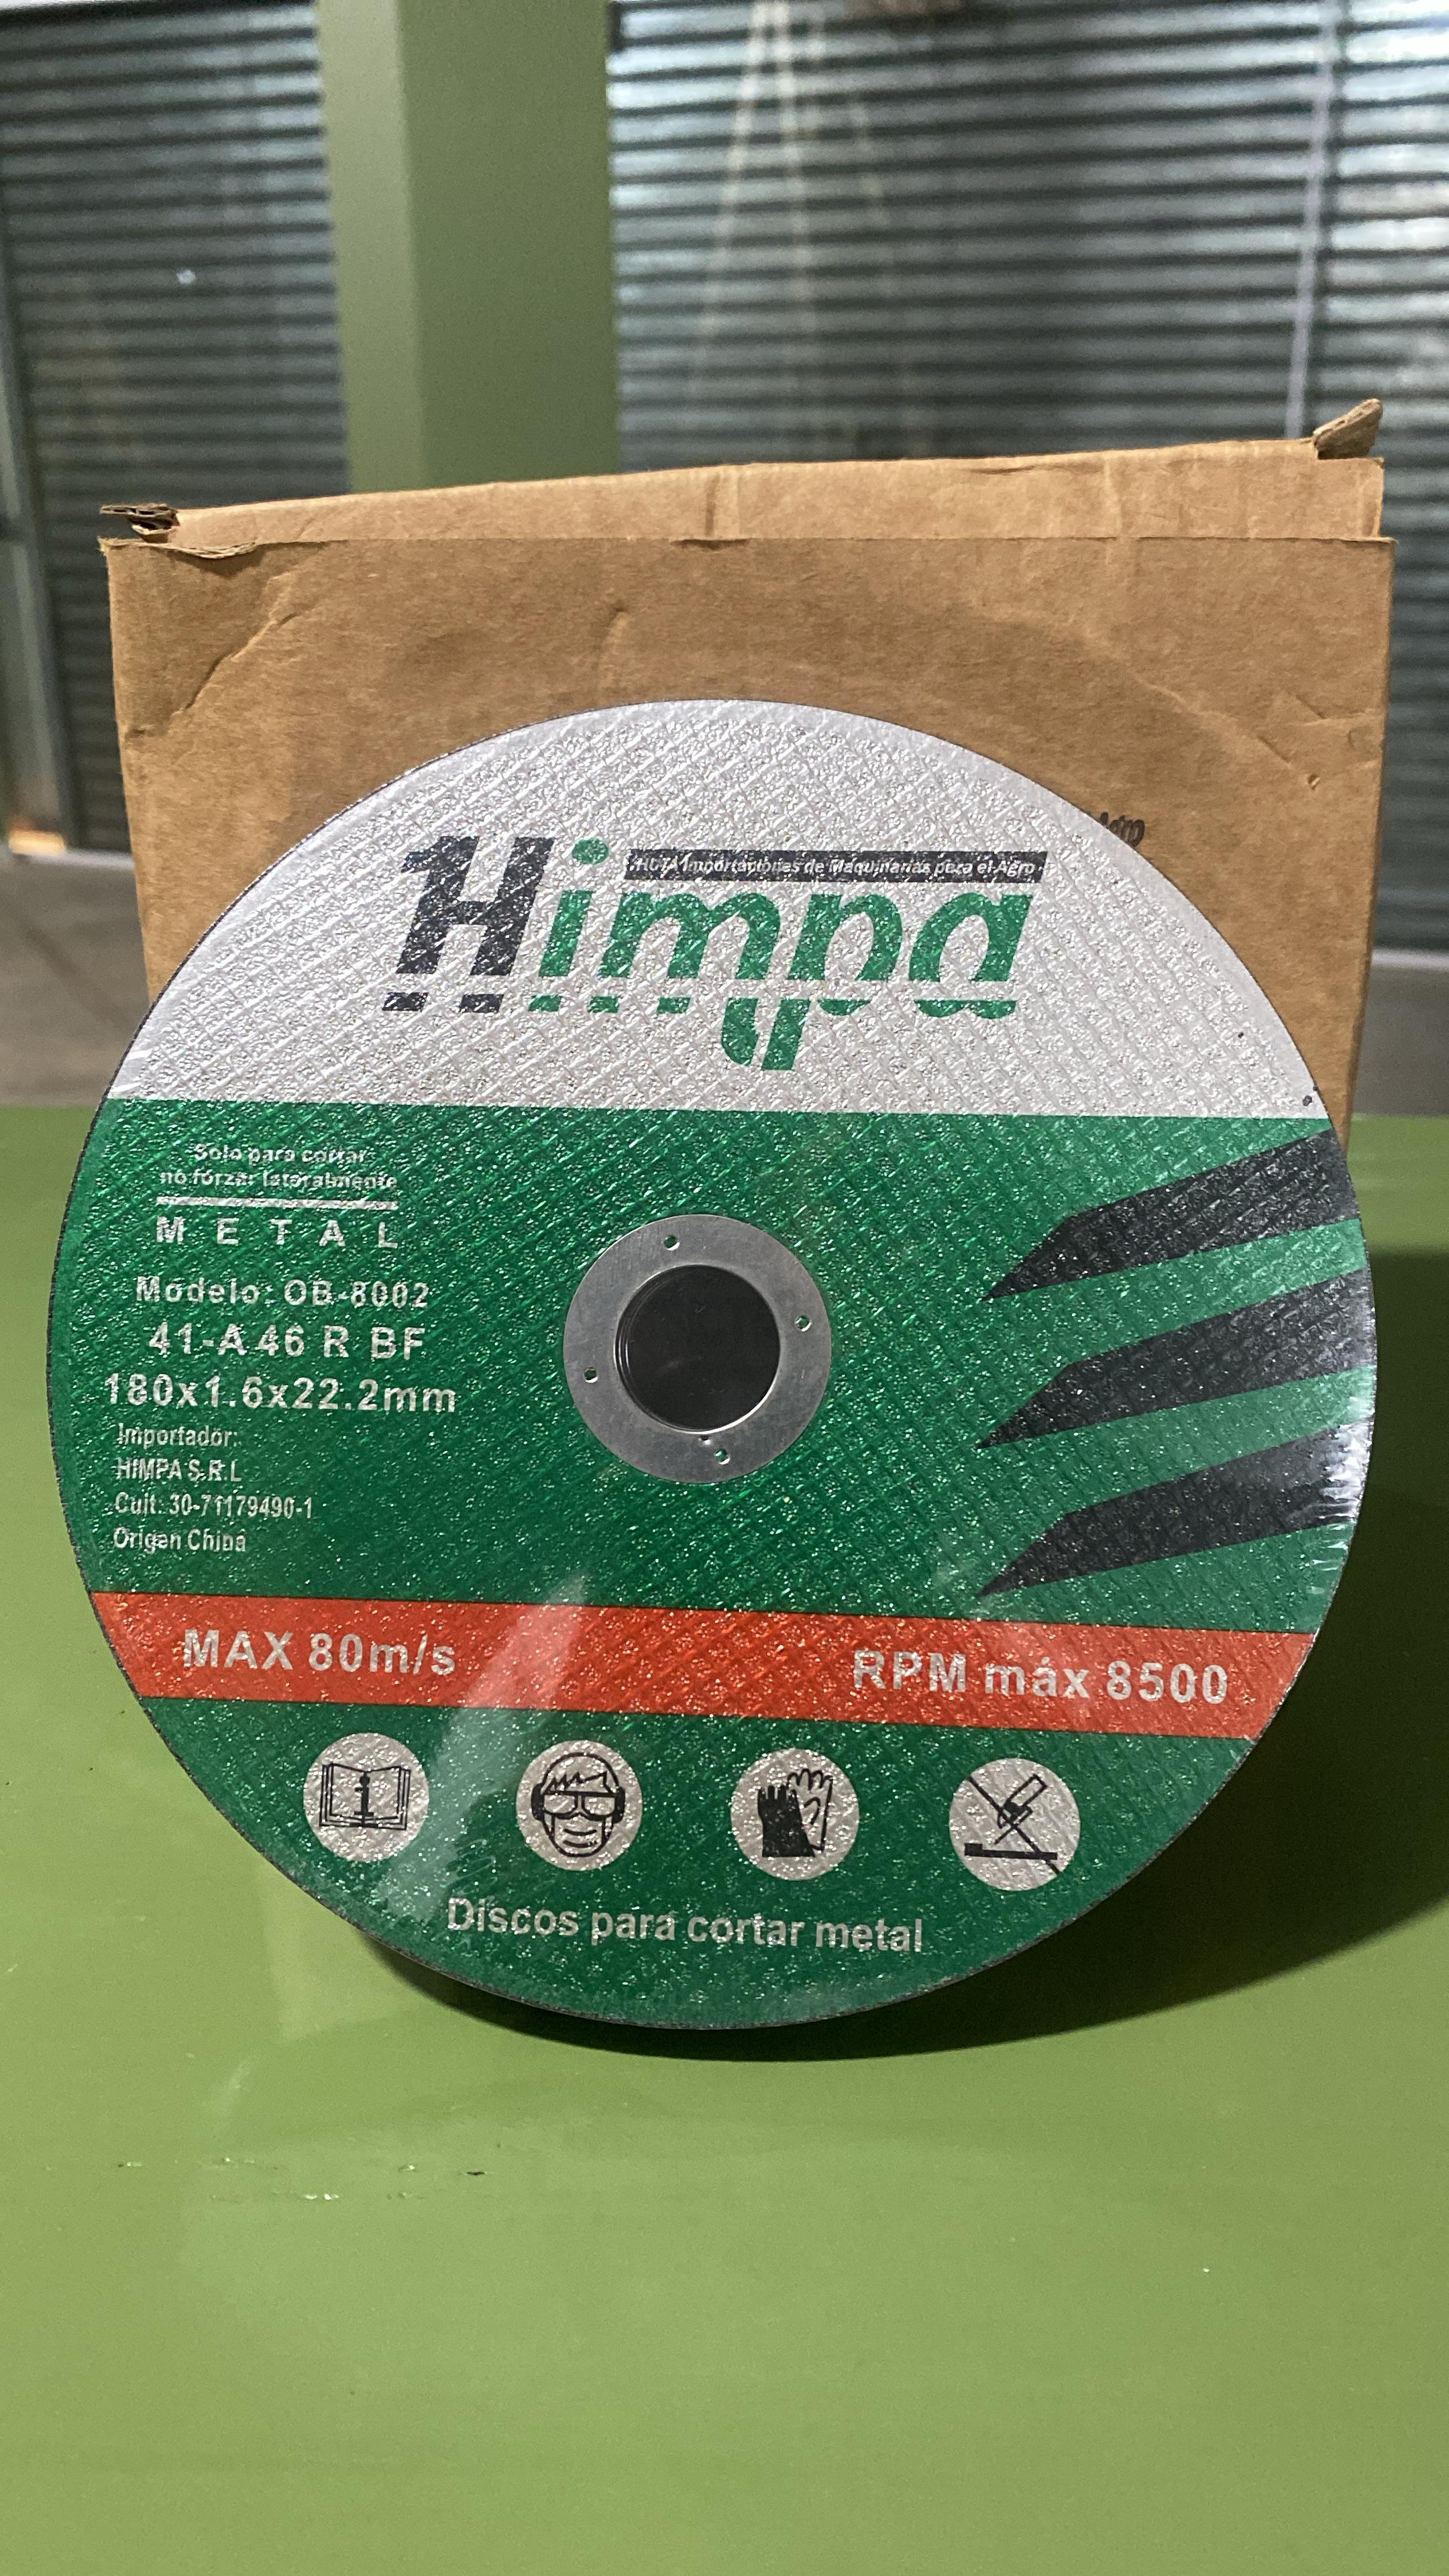 Himpa
Importadores de Maquinarias para el Agro
Solo para cortar
no forzar lateralmente
METAL
Modelo: OB-8002
41-A 46 R BF
180x1.6x22.2mm
Importador:
HIMPA S.R.L
Cuit: 30-71179490-1
Origen China
MAX 80m/s
RPM máx 8500
Discos para cortar metal